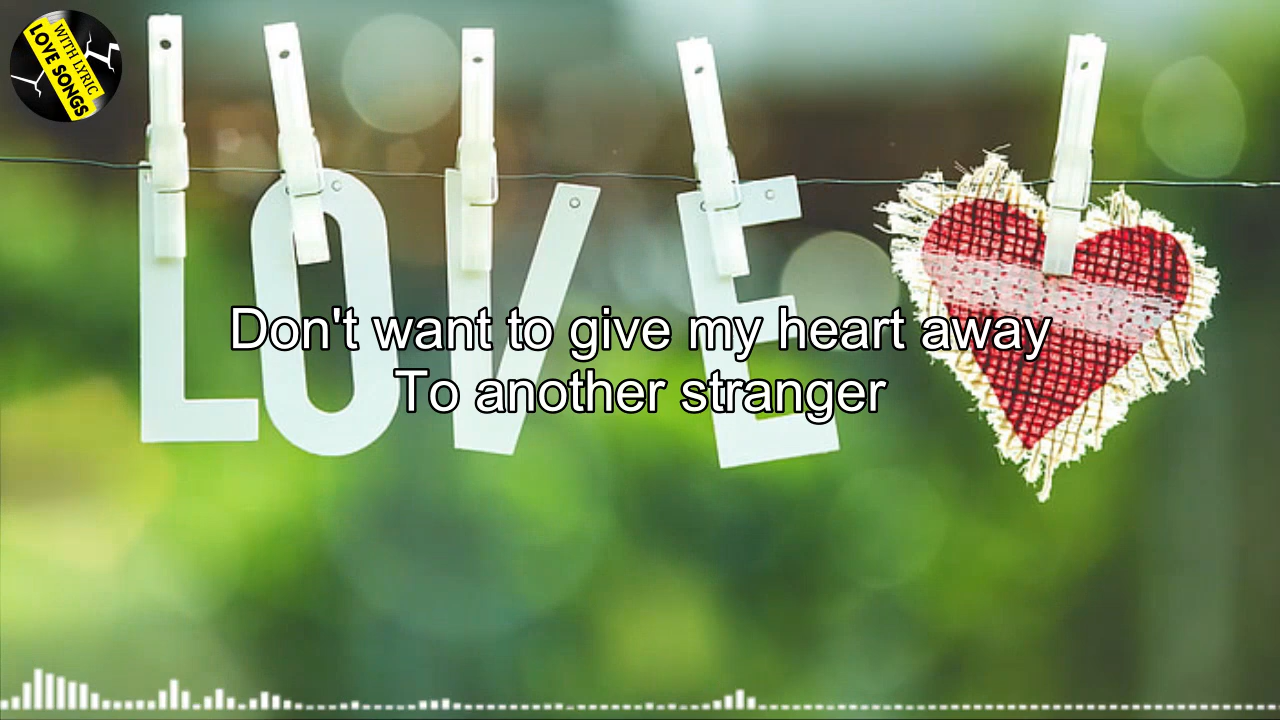 WITH LYRIC
LOVE SONGS
LOVE
Don't want to give my heart away
To another stranger